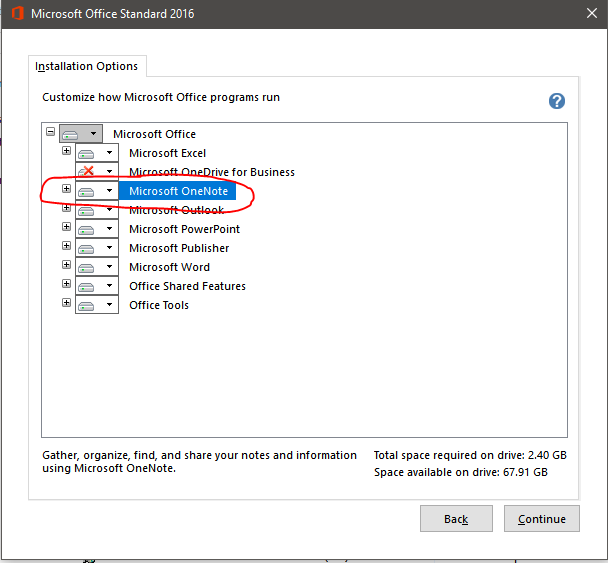 Microsoft Office Standard 2016
Installation Options
Customize how Microsoft Office programs run
?
Microsoft Office
Microsoft Excel
Microsoft OneDrive for Business
Microsoft OneNote
Microsoft Outlook
Microsoft PowerPoint
Microsoft Publisher
Microsoft Word
Office Shared Features
Office Tools
Gather, organize, find, and share your notes and information
using Microsoft OneNote.
Total space required on drive: 2.40 GB
Space available on drive: 67.91 GB
Back
Continue